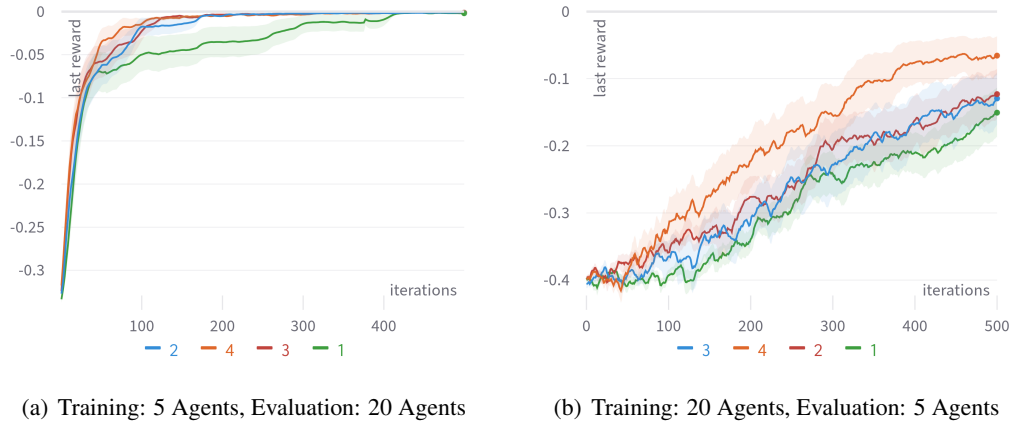 0
-0.05
-0.1
-0.15
-0.2
-0.25
-0.3
last reward
iterations
100 200 300 400
2 4 3 1
(a) Training: 5 Agents, Evaluation: 20 Agents
0
-0.1
-0.2
-0.3
-0.4
last reward
iterations
0 100 200 300 400 500
3 4 2 1
(b) Training: 20 Agents, Evaluation: 5 Agents